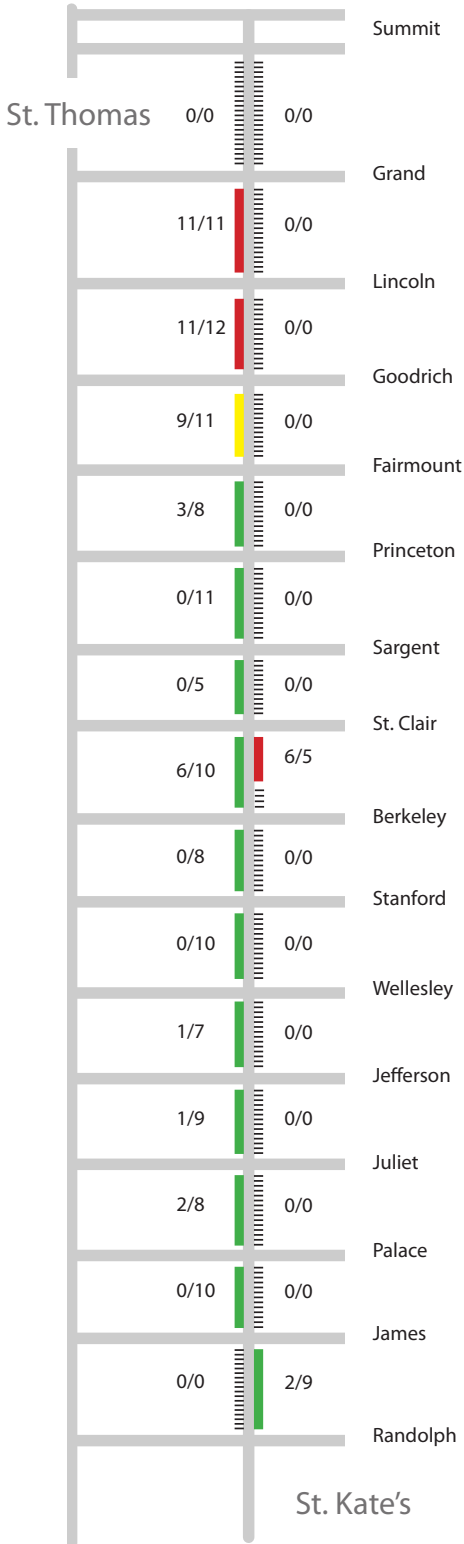 Summit
St. Thomas 0/0 0/0
Grand
11/11 0/0
Lincoln
11/12 0/0
Goodrich
9/11 0/0
Fairmount
3/8 0/0
Princeton
0/11 0/0
Sargent
0/5 0/0
St. Clair
6/10 6/5
Berkeley
0/8 0/0
Stanford
0/10 0/0
Wellesley
1/7 0/0
Jefferson
1/9 0/0
Juliet
2/8 0/0
Palace
0/10 0/0
James
0/0 2/9
Randolph
St. Kate's